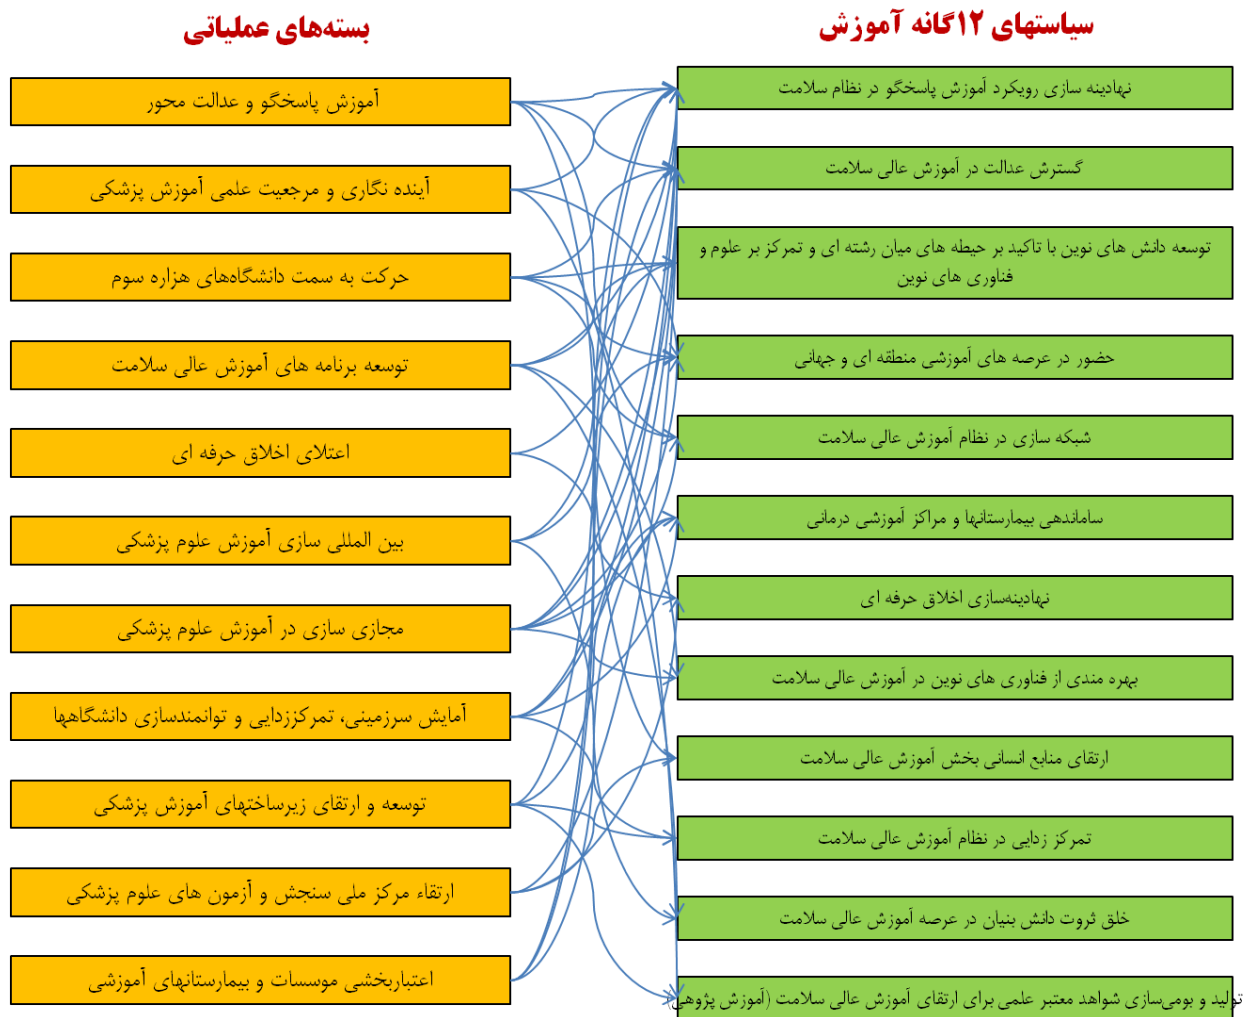 سیاستهای ۱۲گانه آموزش
نهادینه سازی رویکرد آموزش پاسخگو در نظام سلامت
گسترش عدالت در آموزش عالی سلامت
توسعه دانش های نوین با تاکید بر حیطه های میان رشته ای و تمرکز بر علوم و
فناوری های نوین
حضور در عرصه های آموزشی منطقه ای و جهانی
شبکه سازی در نظام آموزش عالی سلامت
ساماندهی بیمارستانها و مراکز آموزشی درمانی
نهادینه‌سازی اخلاق حرفه ای
بهره مندی از فناوری های نوین در آموزش عالی سلامت
ارتقای منابع انسانی بخش آموزش عالی سلامت
تمرکز زدایی در نظام آموزش عالی سلامت
خلق ثروت دانش بنیان در عرصه آموزش عالی سلامت
تولید و بومی‌سازی شواهد معتبر علمی برای ارتقای آموزش عالی سلامت (آموزش پژوهی)
بسته‌های عملیاتی
آموزش پاسخگو و عدالت محور
آینده نگاری و مرجعیت علمی آموزش پزشکی
حرکت به سمت دانشگاه‌های هزاره سوم
توسعه برنامه های آموزش عالی سلامت
اعتلای اخلاق حرفه ای
بین المللی سازی آموزش علوم پزشکی
مجازی سازی در آموزش علوم پزشکی
آمایش سرزمینی، تمرکززدایی و توانمندسازی دانشگاهها
توسعه و ارتقای زیرساختهای آموزش پزشکی
ارتقاء مرکز ملی سنجش و آزمون های علوم پزشکی
اعتباربخشی موسسات و بیمارستانهای آموزشی